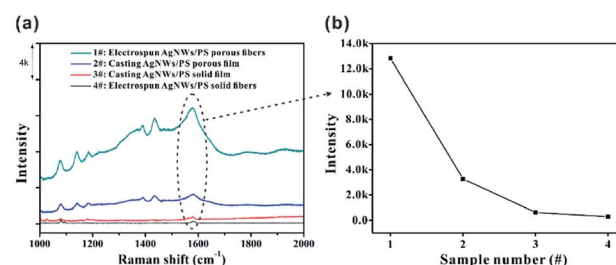 (a)
4k
1#: Electrospun AgNWs/PS porous fibers
2#: Casting AgNWs/PS porous film
3#: Casting AgNWs/PS solid film
4#: Electrospun AgNWs/PS solid fibers
Intensity
1000 1200 1400 1600 1800 2000
Raman shift (cm⁻¹)
(b)
14.0k
12.0k
10.0k
8.0k
6.0k
4.0k
2.0k
0.0
Intensity
1 2 3 4
Sample number (#)